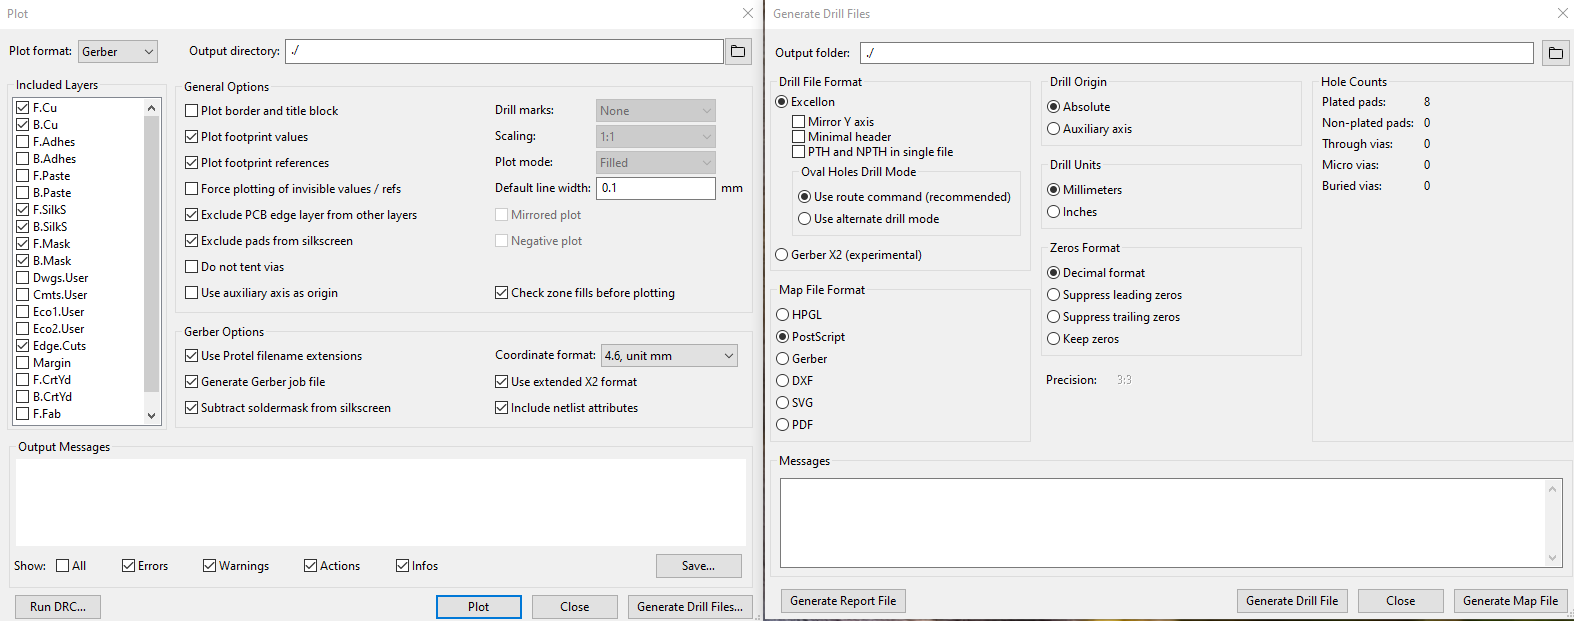 Plot
Plot format: Gerber
Output directory: ./
Included Layers
F.Cu
B.Cu
F.Adhes
B.Adhes
F.Paste
B.Paste
F.SilkS
B.SilkS
F.Mask
B.Mask
Dwgs.User
Cmts.User
Eco1.User
Eco2.User
Edge.Cuts
Margin
F.CrtYd
B.CrtYd
F.Fab
General Options
Plot border and title block
Plot footprint values
Plot footprint references
Force plotting of invisible values / refs
Exclude PCB edge layer from other layers
Exclude pads from silkscreen
Do not tent vias
Use auxiliary axis as origin
Drill marks: None
Scaling: 1:1
Plot mode: Filled
Default line width: 0.1 mm
Mirrored plot
Negative plot
Check zone fills before plotting
Gerber Options
Use Protel filename extensions
Generate Gerber job file
Subtract soldermask from silkscreen
Coordinate format: 4.6, unit mm
Use extended X2 format
Include netlist attributes
Output Messages
Show: All Errors Warnings Actions Infos
Save...
Run DRC...
Plot
Close
Generate Drill Files...
Generate Drill Files
Output folder: ./
Drill File Format
Excellon
Mirror Y axis
Minimal header
PTH and NPTH in single file
Oval Holes Drill Mode
Use route command (recommended)
Use alternate drill mode
Gerber X2 (experimental)
Map File Format
HPGL
PostScript
Gerber
DXF
SVG
PDF
Drill Origin
Absolute
Auxiliary axis
Drill Units
Millimeters
Inches
Zeros Format
Decimal format
Suppress leading zeros
Suppress trailing zeros
Keep zeros
Precision: 3:3
Hole Counts
Plated pads: 8
Non-plated pads: 0
Through vias: 0
Micro vias: 0
Buried vias: 0
Messages
Generate Report File
Generate Drill File
Close
Generate Map File